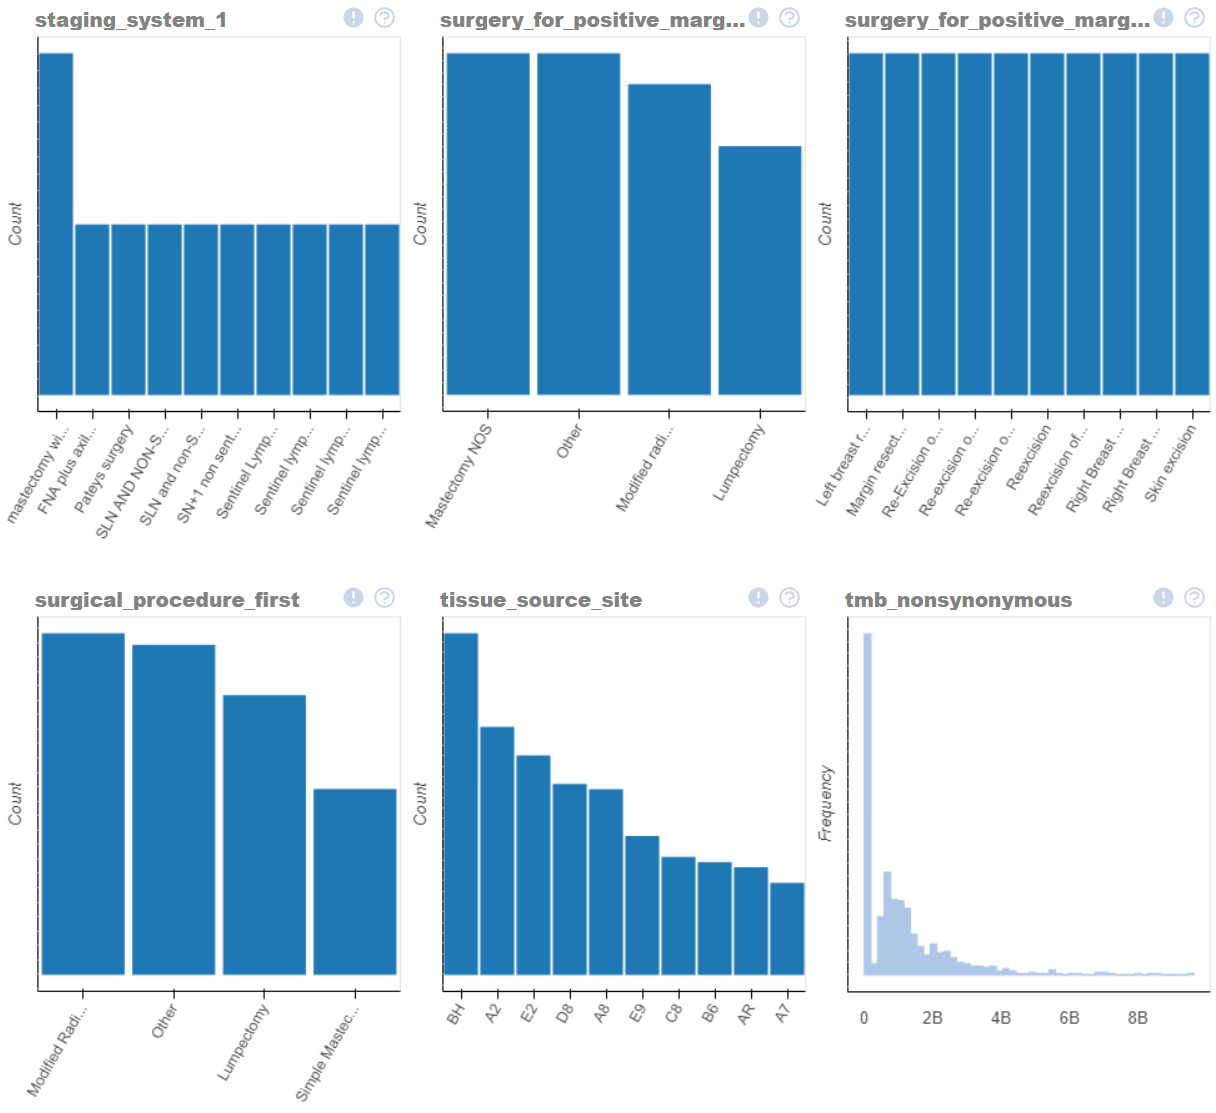 staging_system_1
surgery_for_positive_marg...
surgery_for_positive_marg...
Count
mastectomy wi...
FNA plus axil...
Pateys surgery
SLN AND NON-S...
SLN and non-S...
SN+1 non sent...
Sentinel Lymp...
Sentinel lymp...
Sentinel lymp...
Sentinel lymp...
Count
Mastectomy NOS
Other
Modified radi...
Lumpectomy
Count
Left breast r...
Margin resect...
Re-Excision o...
Re-excision o...
Re-excision o...
Reexcision
Reexcision of...
Right Breast ...
Right Breast ...
Skin excision
surgical_procedure_first
tissue_source_site
tmb_nonsynonymous
Count
Modified Radi...
Other
Lumpectomy
Simple Mastec...
Count
BH
A2
E2
D8
A8
E9
C8
B6
AR
A7
Frequency
0
2B
4B
6B
8B